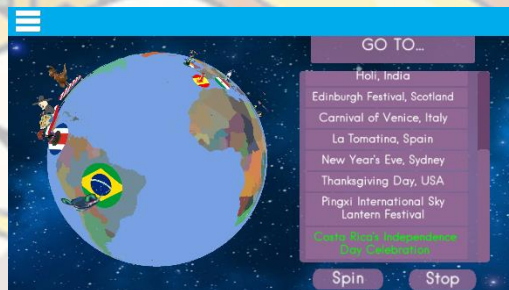 GO TO...
Holi, India
Edinburgh Festival, Scotland
Carnival of Venice, Italy
La Tomatina, Spain
New Year's Eve, Sydney
Thanksgiving Day, USA
Pingxi International Sky
Lantern Festival
Costa Rica's Independence
Day Celebration
Spin
Stop